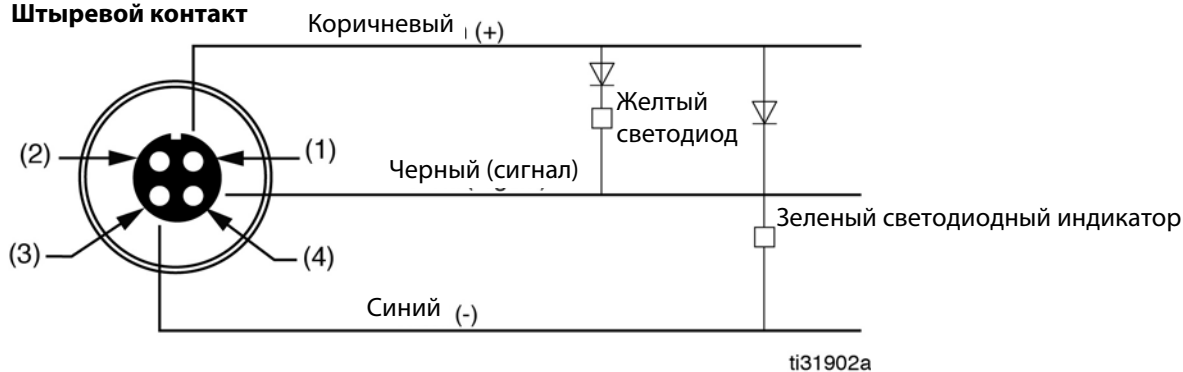 Штыревой контакт
Коричневый (+)
Желтый
светодиод
(2)
(1)
Черный (сигнал)
Зеленый светодиодный индикатор
(3)
(4)
Синий (-)
ti31902a